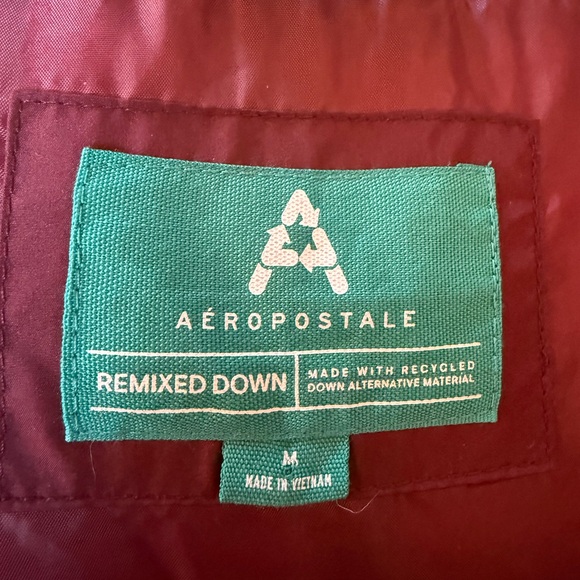 AÉROPOSTALE
REMIXED DOWN
MADE WITH RECYCLED
DOWN ALTERNATIVE MATERIAL
M
MADE IN VIETNAM